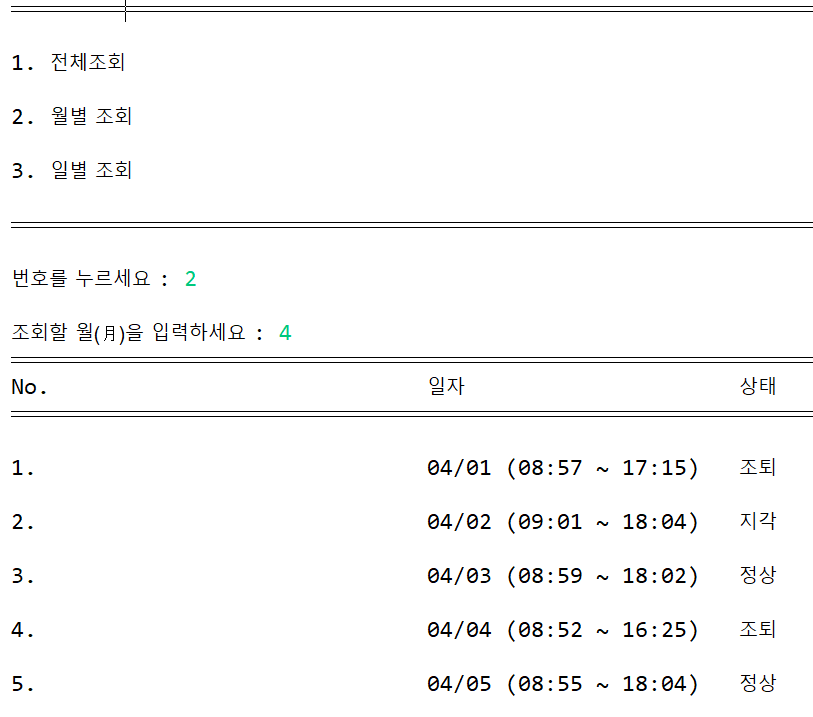 1. 전체조회
2. 월별 조회
3. 일별 조회
번호를 누르세요 : 2
조회할 월(月)을 입력하세요 : 4
No. 일자 상태
1. 04/01 (08:57 ~ 17:15) 조퇴
2. 04/02 (09:01 ~ 18:04) 지각
3. 04/03 (08:59 ~ 18:02) 정상
4. 04/04 (08:52 ~ 16:25) 조퇴
5. 04/05 (08:55 ~ 18:04) 정상